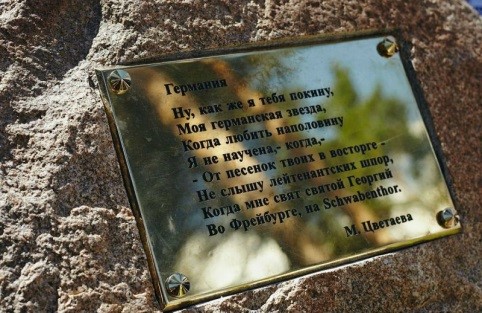 Германия
Ну, как же я тебя покину,
Моя германская звезда,
Когда любить наполовину
Я не научена,- когда,-
- От песенок твоих в восторге -
Не слышу лейтенантских шпор,
Когда мне свят святой Георгий
Во Фрейбурге, на Schwabenthor.
М. Цветаева